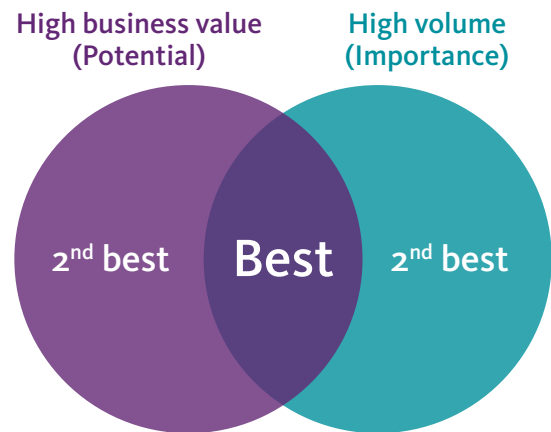 High business value
(Potential)
High volume
(Importance)
2nd best
Best
2nd best